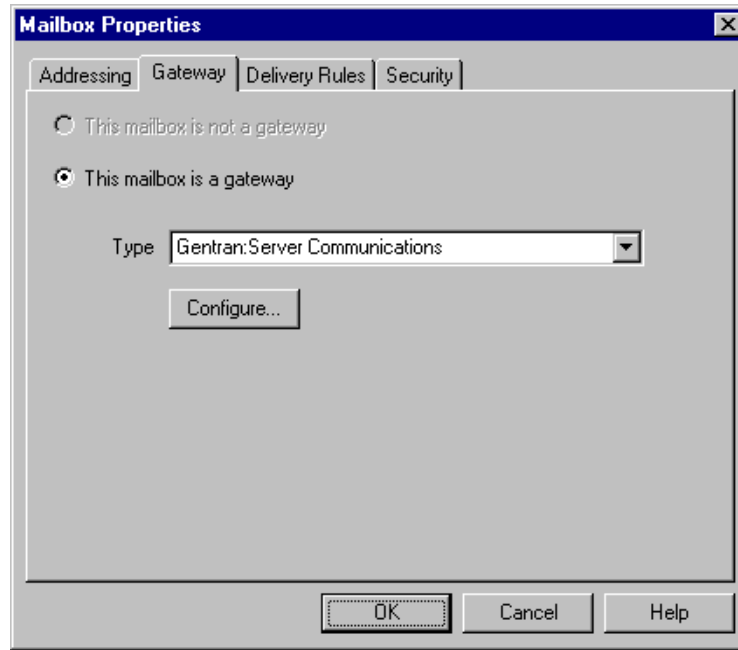 Mailbox Properties
Addressing Gateway Delivery Rules Security
This mailbox is not a gateway
This mailbox is a gateway
Type Gentran:Server Communications
Configure...
OK Cancel Help